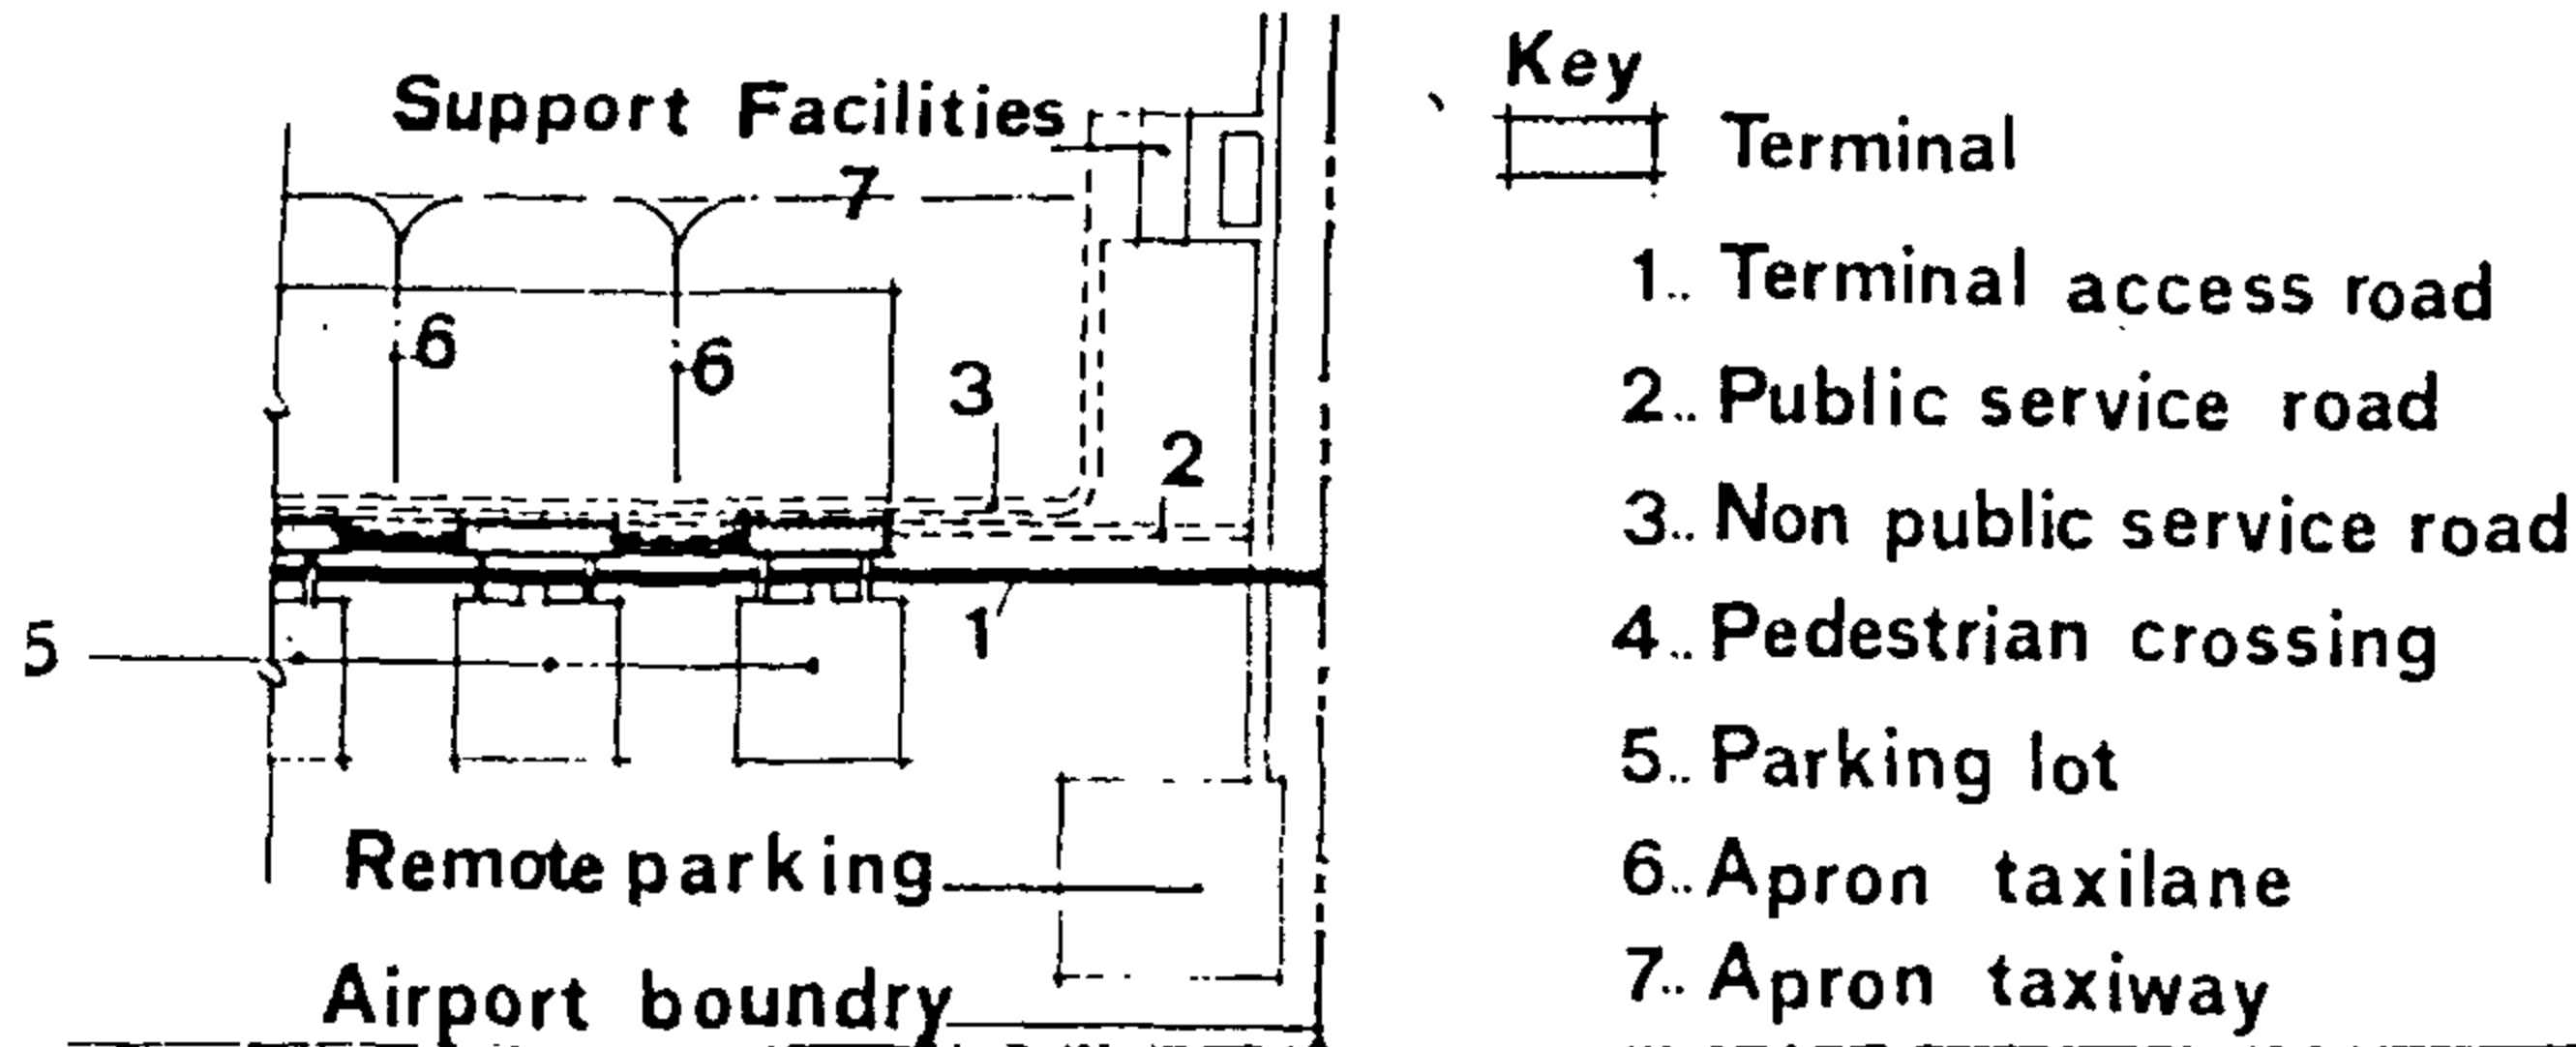 Support Facilities
7
6
6
3
2
5
1
Remote parking
Airport boundry
Key
Terminal
1.. Terminal access road
2.. Public service road
3.. Non public service road
4.. Pedestrian crossing
5.. Parking lot
6.. Apron taxilane
7.. Apron taxiway